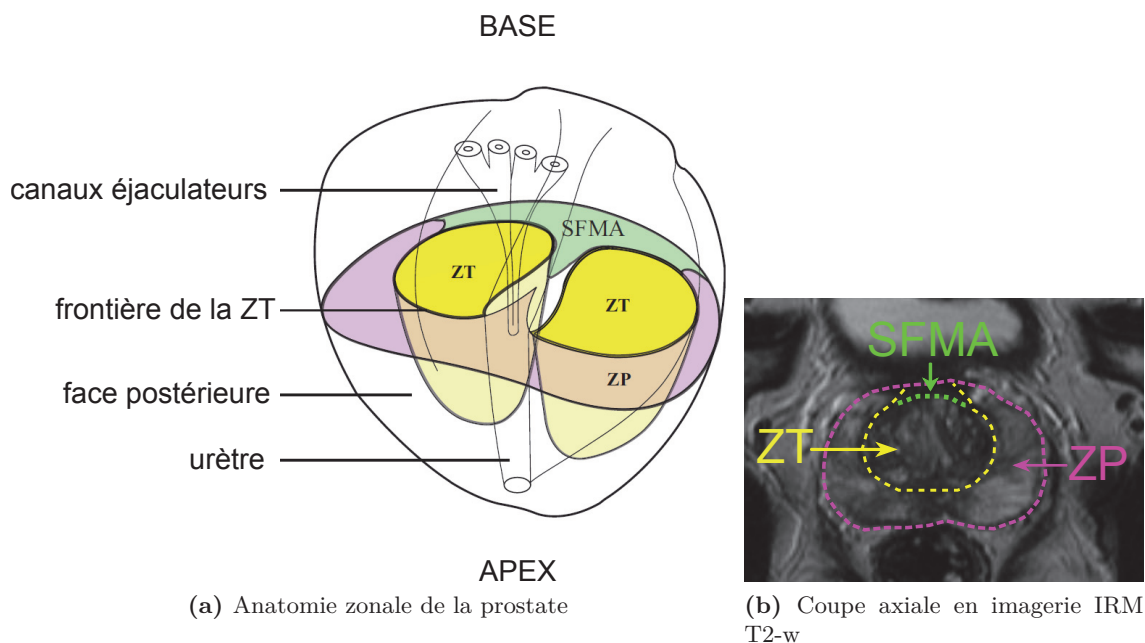 BASE
canaux éjaculateurs
SFMA
ZT
frontière de la ZT
ZT
face postérieure
ZP
urètre
APEX
(a) Anatomie zonale de la prostate
SFMA
ZT
ZP
(b) Coupe axiale en imagerie IRM
T2-w